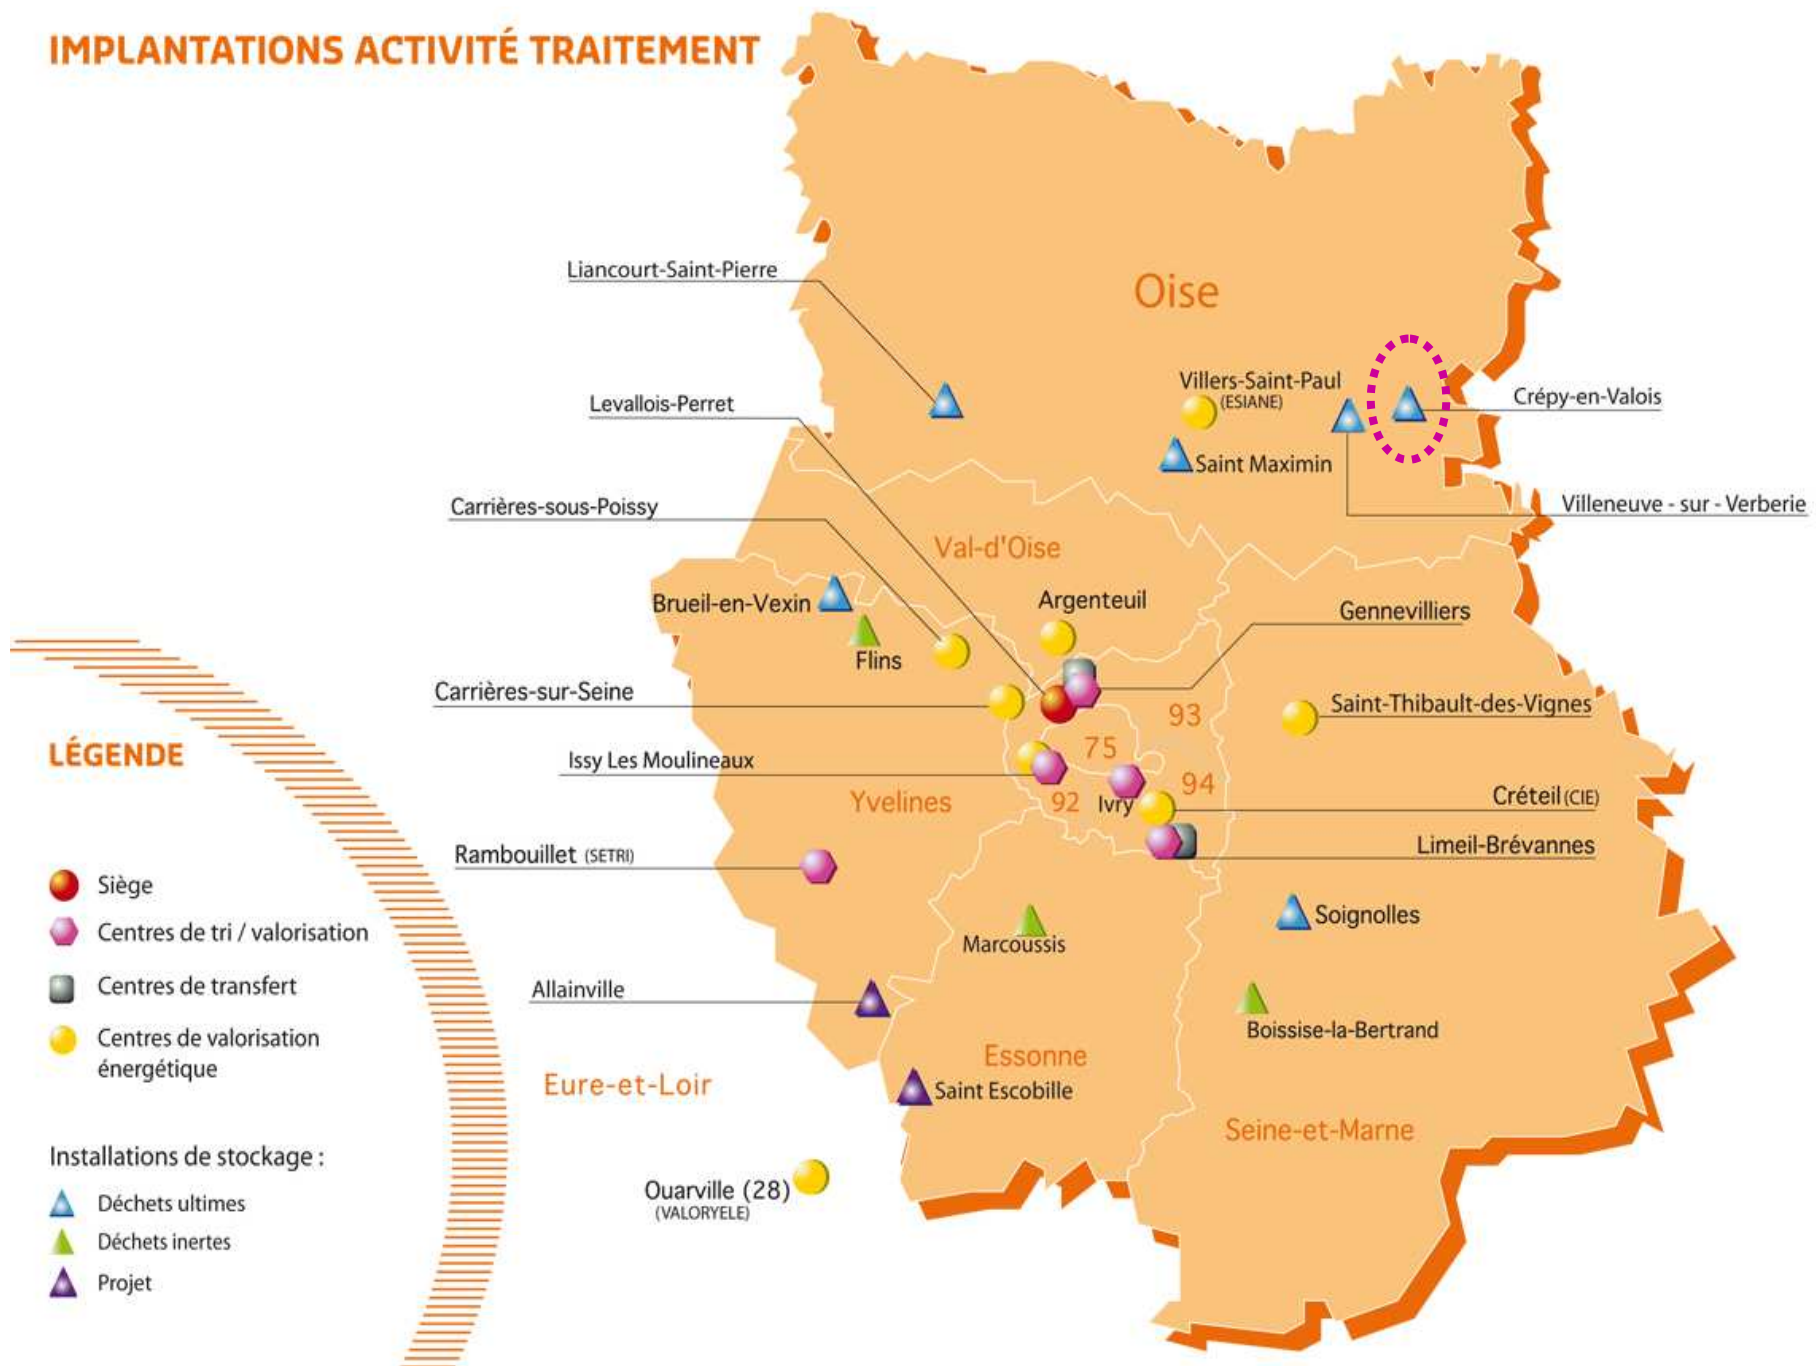 IMPLANTATIONS ACTIVITÉ TRAITEMENT
Liancourt-Saint-Pierre
Oise
Villers-Saint-Paul
(ESIANE)
Crépy-en-Valois
Levallois-Perret
Saint Maximin
Carrières-sous-Poissy
Villeneuve - sur - Verberie
Val-d'Oise
Brueil-en-Vexin
Argenteuil
Gennevilliers
Flins
Carrières-sur-Seine
Saint-Thibault-des-Vignes
93
75
Issy Les Moulineaux
94
92
Ivry
Yvelines
Créteil (CIE)
Rambouillet (SETRI)
Limeil-Brévannes
Soignolles
Marcoussis
Allainville
Boissise-la-Bertrand
Essonne
Eure-et-Loir
Saint Escobille
Seine-et-Marne
Ouarville (28)
(VALORYELE)
LÉGENDE
Siège
Centres de tri / valorisation
Centres de transfert
Centres de valorisation
énergétique
Installations de stockage :
Déchets ultimes
Déchets inertes
Projet